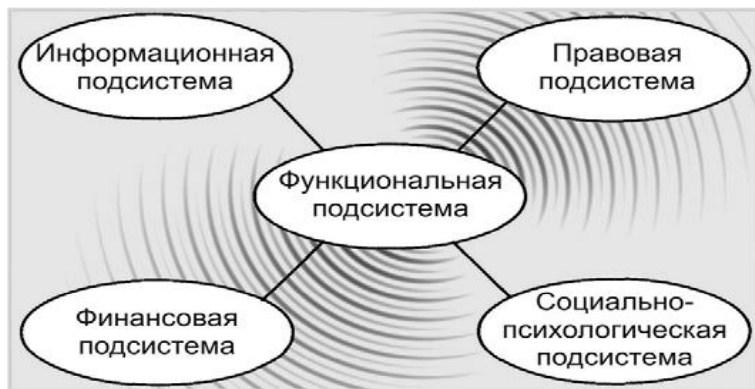 Информационная
подсистема
Правовая
подсистема
Функциональная
подсистема
Финансовая
подсистема
Социально-
психологическая
подсистема